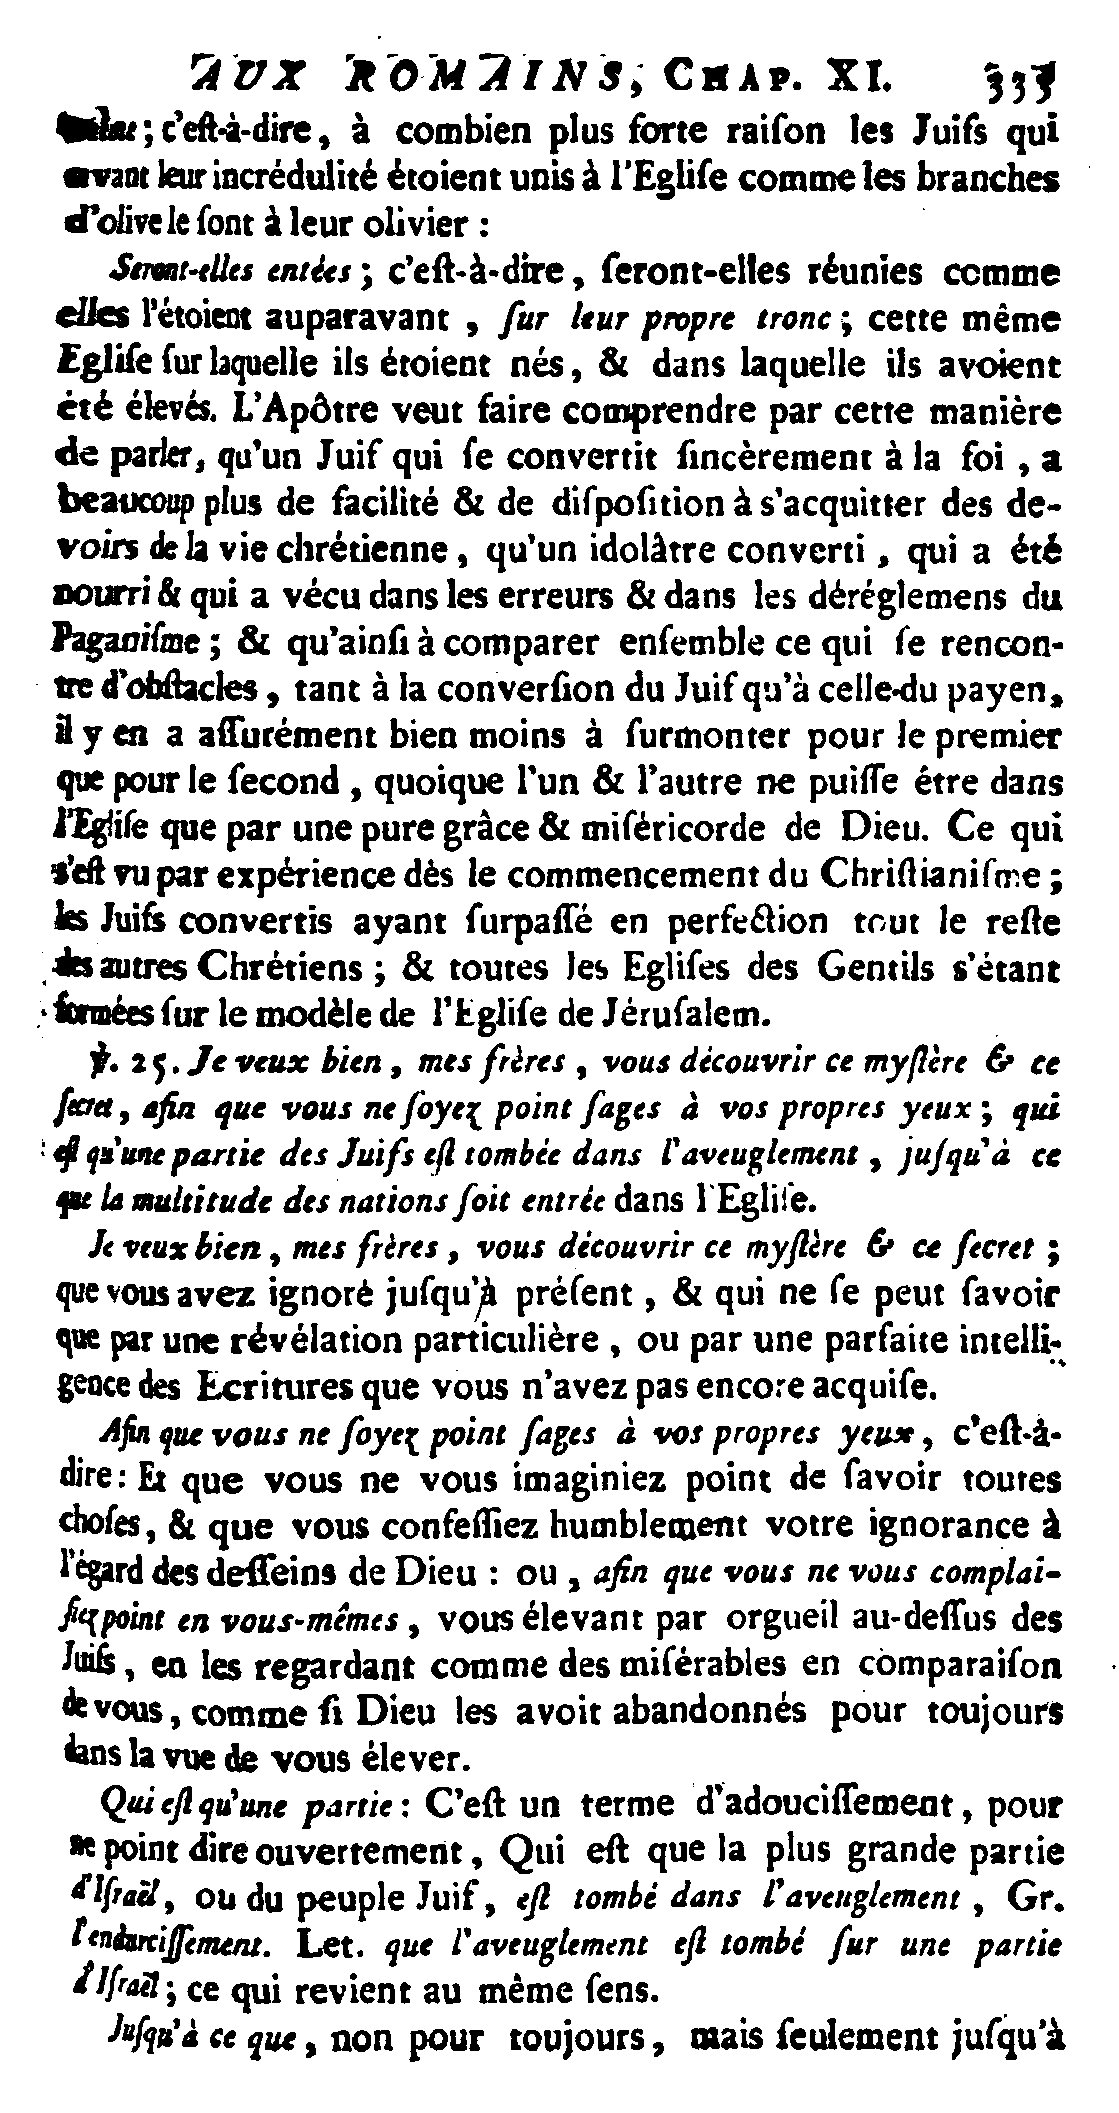 AUX ROMAINS, CHAP. XI. 335
; c'eſt-à-dire, à combien plus forte raiſon les Juifs qui
avant leur incrédulité étoient unis à l'Egliſe comme les branches
d'olive le ſont à leur olivier :
Seront-elles entées ; c'eſt-à-dire, ſeront-elles réunies comme
elles l'étoient auparavant, ſur leur propre tronc ; cette même
Egliſe ſur laquelle ils étoient nés, & dans laquelle ils avoient
été élevés. L'Apôtre veut faire comprendre par cette manière
de parler, qu'un Juif qui ſe convertit ſincèrement à la foi, a
beaucoup plus de facilité & de diſpoſition à s'acquitter des de-
voirs de la vie chrétienne, qu'un idolâtre converti, qui a été
nourri & qui a vécu dans les erreurs & dans les déréglemens du
Paganiſme ; & qu'ainſi à comparer enſemble ce qui ſe rencon-
tre d'obſtacles, tant à la converſion du Juif qu'à celle-du payen,
il y en a aſſurément bien moins à ſurmonter pour le premier
que pour le ſecond, quoique l'un & l'autre ne puiſſe être dans
l'Egliſe que par une pure grâce & miſéricorde de Dieu. Ce qui
s'eſt vu par expérience dès le commencement du Chriſtianiſme ;
les Juifs convertis ayant ſurpaſſé en perfection tout le reſte
des autres Chrétiens ; & toutes les Egliſes des Gentils s'étant
formées ſur le modèle de l'Egliſe de Jéruſalem.
℣. 25. Je veux bien, mes frères, vous découvrir ce myſtère & ce
ſecret, afin que vous ne ſoyez point ſages à vos propres yeux ; qui
eſt qu'une partie des Juifs eſt tombée dans l'aveuglement, juſqu'à ce
que la multitude des nations ſoit entrée dans l'Egliſe.
Je veux bien, mes frères, vous découvrir ce myſtère & ce ſecret ;
que vous avez ignoré juſqu'à préſent, & qui ne ſe peut ſavoir
que par une révélation particulière, ou par une parfaite intelli-
gence des Ecritures que vous n'avez pas encore acquiſe.
Afin que vous ne ſoyez point ſages à vos propres yeux, c'eſt-à-
dire : Et que vous ne vous imaginiez point de ſavoir toutes
choſes, & que vous confeſſiez humblement votre ignorance à
l'égard des deſſeins de Dieu : ou, afin que vous ne vous complai-
ſiez point en vous-mêmes, vous élevant par orgueil au-deſſus des
Juifs, en les regardant comme des miſérables en comparaiſon
de vous, comme ſi Dieu les avoit abandonnés pour toujours
dans la vue de vous élever.
Qui eſt qu'une partie : C'eſt un terme d'adouciſſement, pour
ne point dire ouvertement, Qui eſt que la plus grande partie
d'Iſraël, ou du peuple Juif, eſt tombé dans l'aveuglement, Gr.
l'endurciſſement. Let. que l'aveuglement eſt tombé ſur une partie
d'Iſraël ; ce qui revient au même ſens.
Juſqu'à ce que, non pour toujours, mais ſeulement juſqu'à